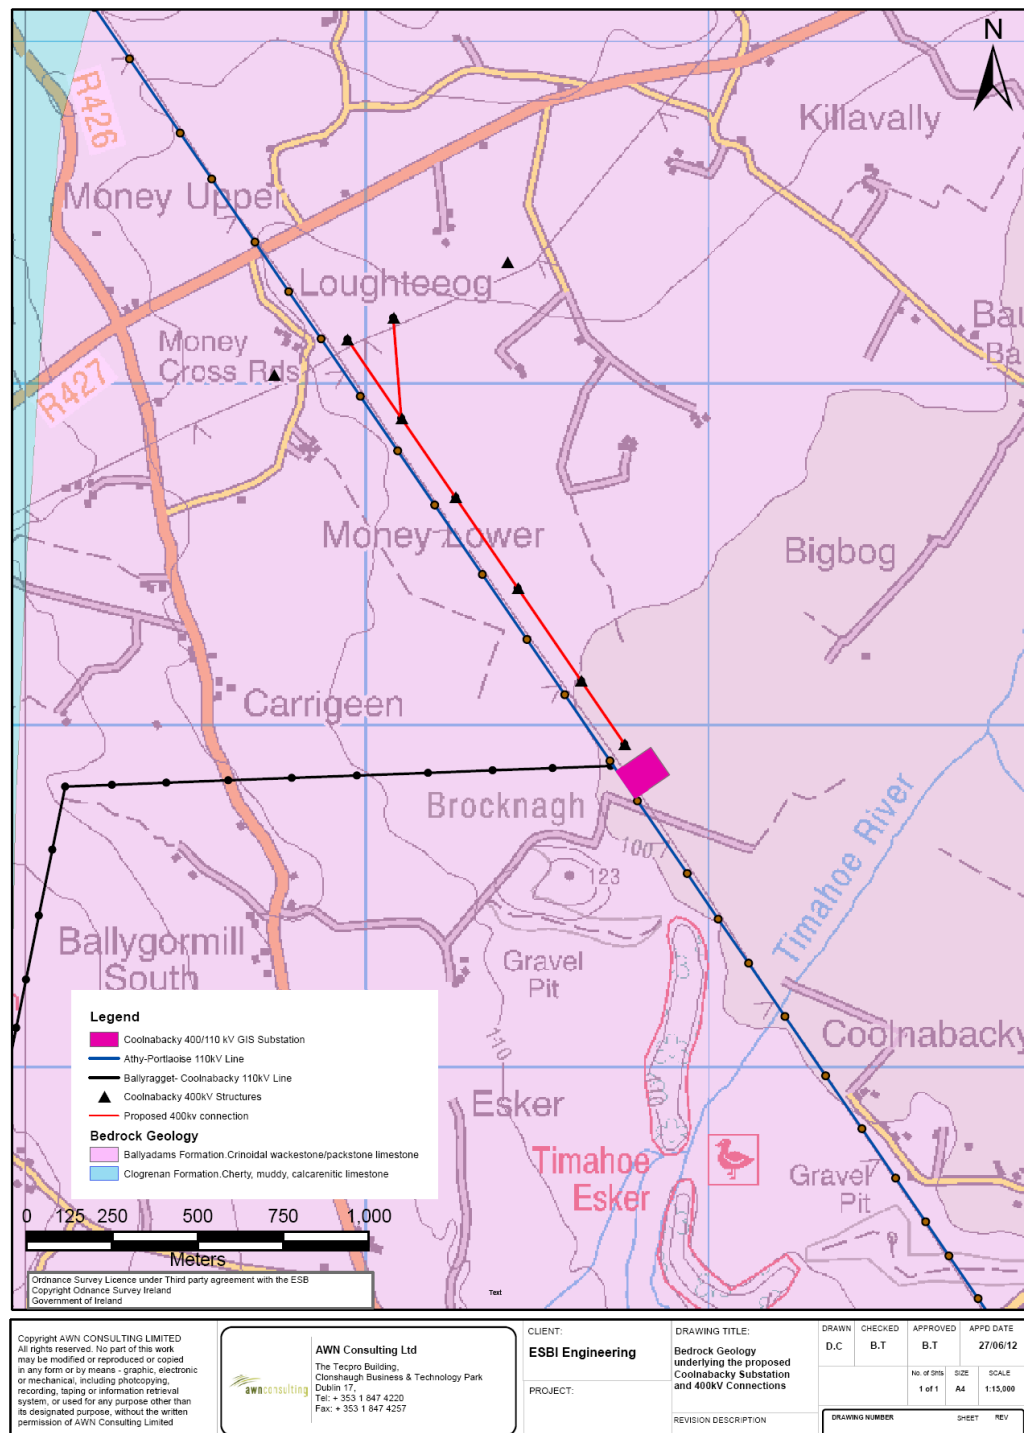 N
R426
Killavally
Money Upper
Loughteeog
Money
Cross Rds
R427
Bau
Ba
Money Lower
Bigbog
Carrigeen
Brocknagh
100
123
Timahoe River
Ballygormill
South
Gravel
Pit
Coolnabacky
110
Esker
Timahoe
Esker
Gravel
Pit
Legend
Coolnabacky 400/110 kV GIS Substation
Athy-Portlaoise 110kV Line
Ballyragget- Coolnabacky 110kV Line
Coolnabacky 400kV Structures
Proposed 400kv connection
Bedrock Geology
Ballyadams Formation.Crinoidal wackestone/packstone limestone
Clogrenan Formation.Cherty, muddy, calcarenitic limestone
0 125 250 500 750 1,000
Meters
Ordnance Survey Licence under Third party agreement with the ESB
Copyright Odnance Survey Ireland
Government of Ireland
Text
Copyright AWN CONSULTING LIMITED
All rights reserved. No part of this work
may be modified or reproduced or copied
in any form or by means - graphic, electronic
or mechanical, including photocopying,
recording, taping or information retrieval
system, or used for any purpose other than
its designated purpose, without the written
permission of AWN Consulting Limited
awnconsulting
AWN Consulting Ltd
The Tecpro Building,
Clonshaugh Business & Technology Park
Dublin 17,
Tel: + 353 1 847 4220
Fax: + 353 1 847 4257
CLIENT:
ESBI Engineering
PROJECT:
DRAWING TITLE:
Bedrock Geology
underlying the proposed
Coolnabacky Substation
and 400kV Connections
REVISION DESCRIPTION
DRAWN CHECKED APPROVED APPD DATE
D.C B.T B.T 27/06/12
No. of Shts SIZE SCALE
1 of 1 A4 1:15,000
DRAWING NUMBER SHEET REV